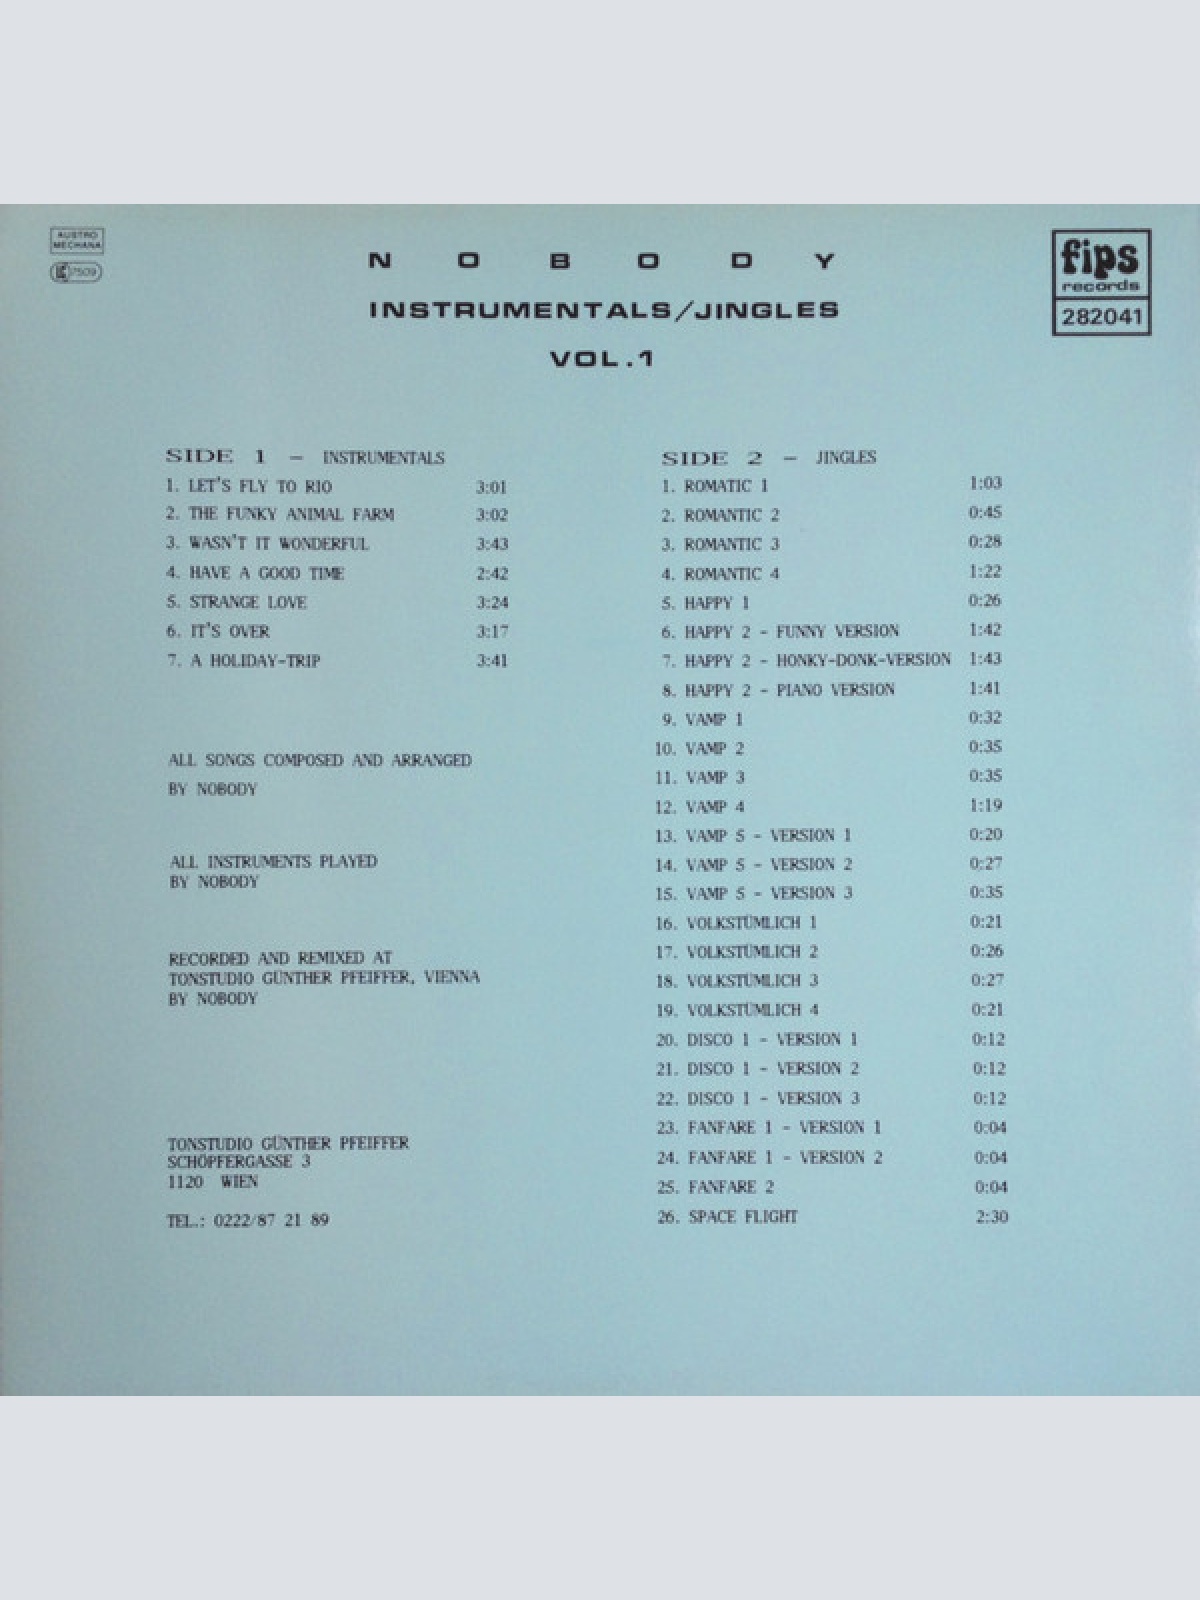 AUSTRO
MECHANA
LC 7509
NOBODY
INSTRUMENTALS/JINGLES
VOL.1
fips
records
282041
SIDE 1 - INSTRUMENTALS
1. LET'S FLY TO RIO 3:01
2. THE FUNKY ANIMAL FARM 3:02
3. WASN'T IT WONDERFUL 3:43
4. HAVE A GOOD TIME 2:42
5. STRANGE LOVE 3:24
6. IT'S OVER 3:17
7. A HOLIDAY-TRIP 3:41
ALL SONGS COMPOSED AND ARRANGED
BY NOBODY
ALL INSTRUMENTS PLAYED
BY NOBODY
RECORDED AND REMIXED AT
TONSTUDIO GÜNTHER PFEIFFER, VIENNA
BY NOBODY
TONSTUDIO GÜNTHER PFEIFFER
SCHÖPFERGASSE 3
1120 WIEN
TEL.: 0222/87 21 89
SIDE 2 - JINGLES
1. ROMATIC 1 1:03
2. ROMANTIC 2 0:45
3. ROMANTIC 3 0:28
4. ROMANTIC 4 1:22
5. HAPPY 1 0:26
6. HAPPY 2 - FUNNY VERSION 1:42
7. HAPPY 2 - HONKY-DONK-VERSION 1:43
8. HAPPY 2 - PIANO VERSION 1:41
9. VAMP 1 0:32
10. VAMP 2 0:35
11. VAMP 3 0:35
12. VAMP 4 1:19
13. VAMP 5 - VERSION 1 0:20
14. VAMP 5 - VERSION 2 0:27
15. VAMP 5 - VERSION 3 0:35
16. VOLKSTÜMLICH 1 0:21
17. VOLKSTÜMLICH 2 0:26
18. VOLKSTÜMLICH 3 0:27
19. VOLKSTÜMLICH 4 0:21
20. DISCO 1 - VERSION 1 0:12
21. DISCO 1 - VERSION 2 0:12
22. DISCO 1 - VERSION 3 0:12
23. FANFARE 1 - VERSION 1 0:04
24. FANFARE 1 - VERSION 2 0:04
25. FANFARE 2 0:04
26. SPACE FLIGHT 2:30